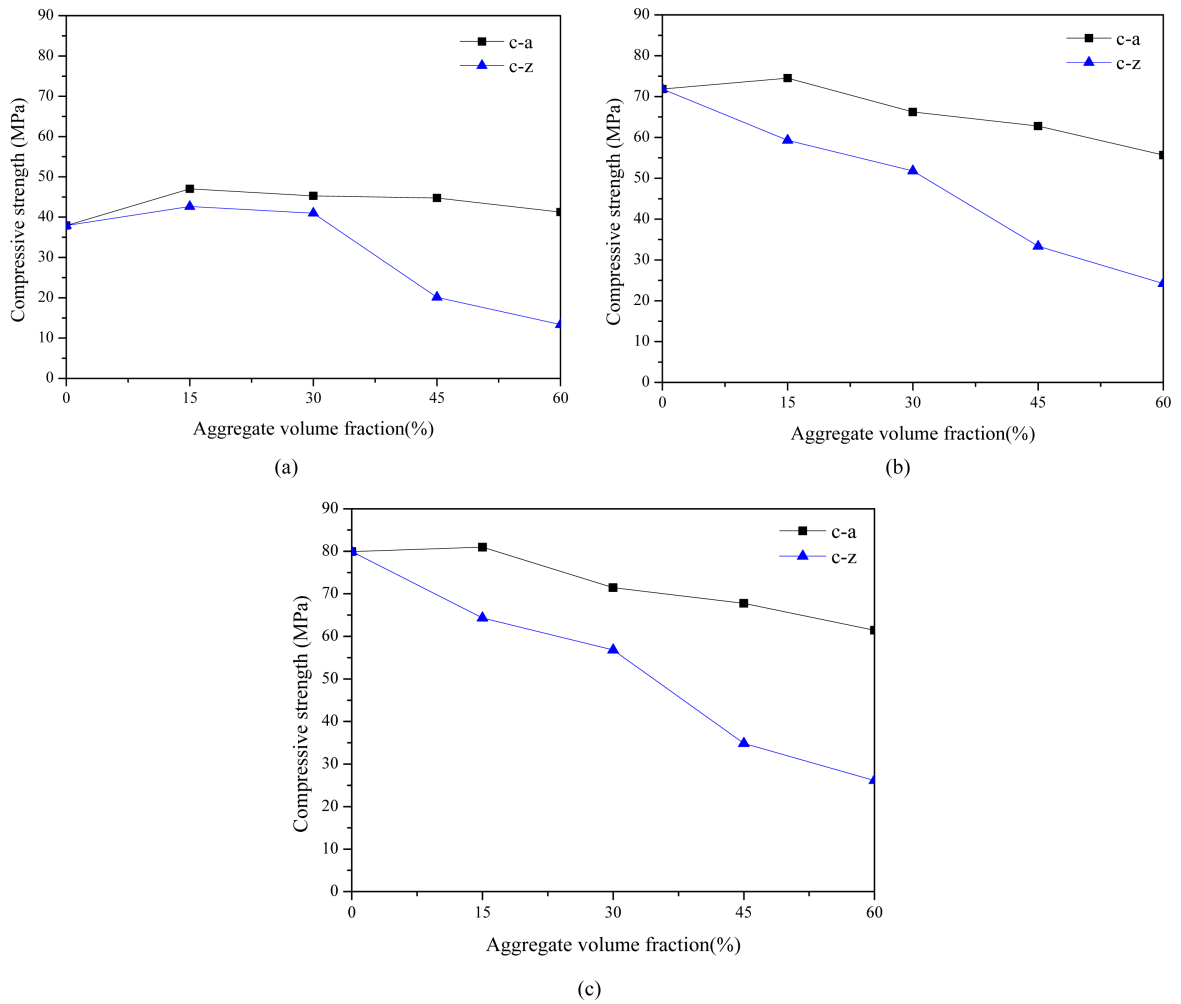 90
80
70
60
50
40
30
20
10
0
Compressive strength (MPa)
c-a
c-z
0 15 30 45 60
Aggregate volume fraction(%)
(a)
90
80
70
60
50
40
30
20
10
0
Compressive strength (MPa)
c-a
c-z
0 15 30 45 60
Aggregate volume fraction(%)
(b)
90
80
70
60
50
40
30
20
10
0
Compressive strength (MPa)
c-a
c-z
0 15 30 45 60
Aggregate volume fraction(%)
(c)